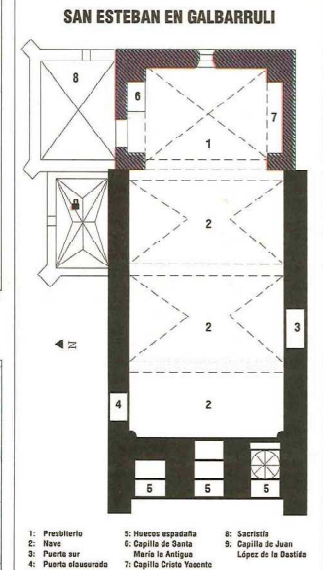 SAN ESTEBAN EN GALBARRULI
8
6
7
1
2
N
2
3
2
4
5
5
5
1: Presbiterio
2: Nave
3: Puerta sur
4: Puerta clausurada
5: Huecos espadaña
6: Capilla de Santa
María la Antigua
7: Capilla Cristo Yacente
8: Sacristía
9: Capilla de Juan
López de la Bastida